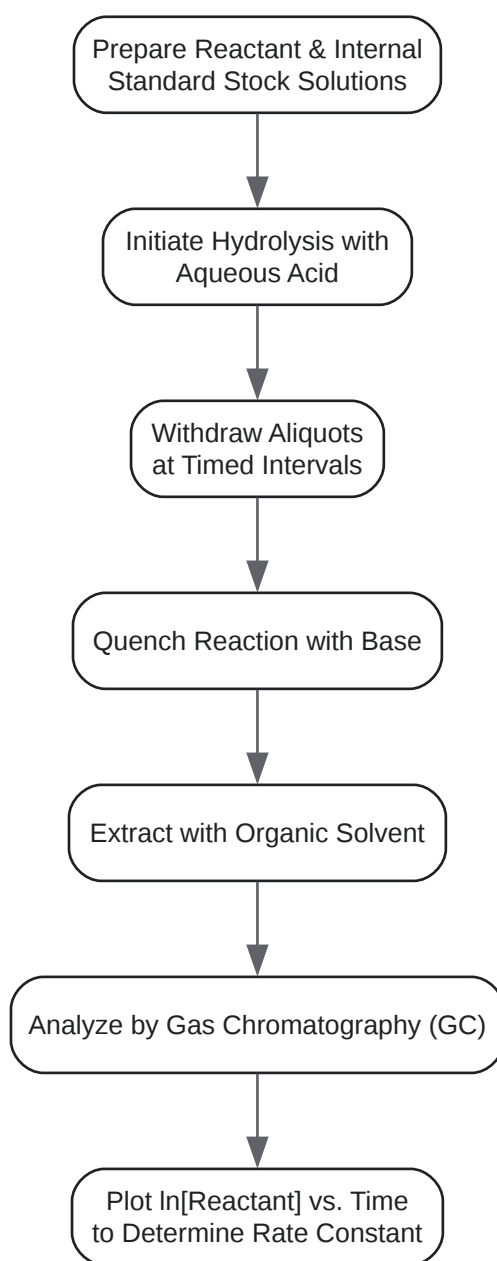 Prepare Reactant & Internal
Standard Stock Solutions
Initiate Hydrolysis with
Aqueous Acid
Withdraw Aliquots
at Timed Intervals
Quench Reaction with Base
Extract with Organic Solvent
Analyze by Gas Chromatography (GC)
Plot ln[Reactant] vs. Time
to Determine Rate Constant